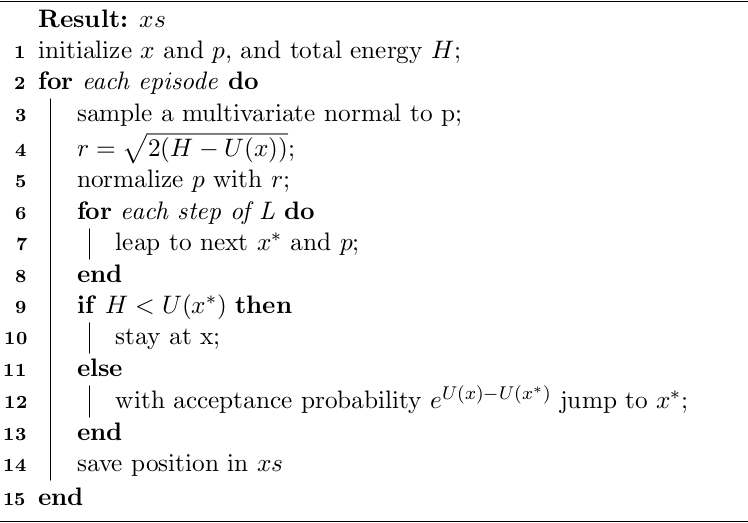 Result: xs
1 initialize x and p, and total energy H;
2 for each episode do
3 sample a multivariate normal to p;
4 r = √2(H − U(x));
5 normalize p with r;
6 for each step of L do
7 leap to next x* and p;
8 end
9 if H < U(x*) then
10 stay at x;
11 else
12 with acceptance probability e^{U(x)−U(x*)} jump to x*;
13 end
14 save position in xs
15 end